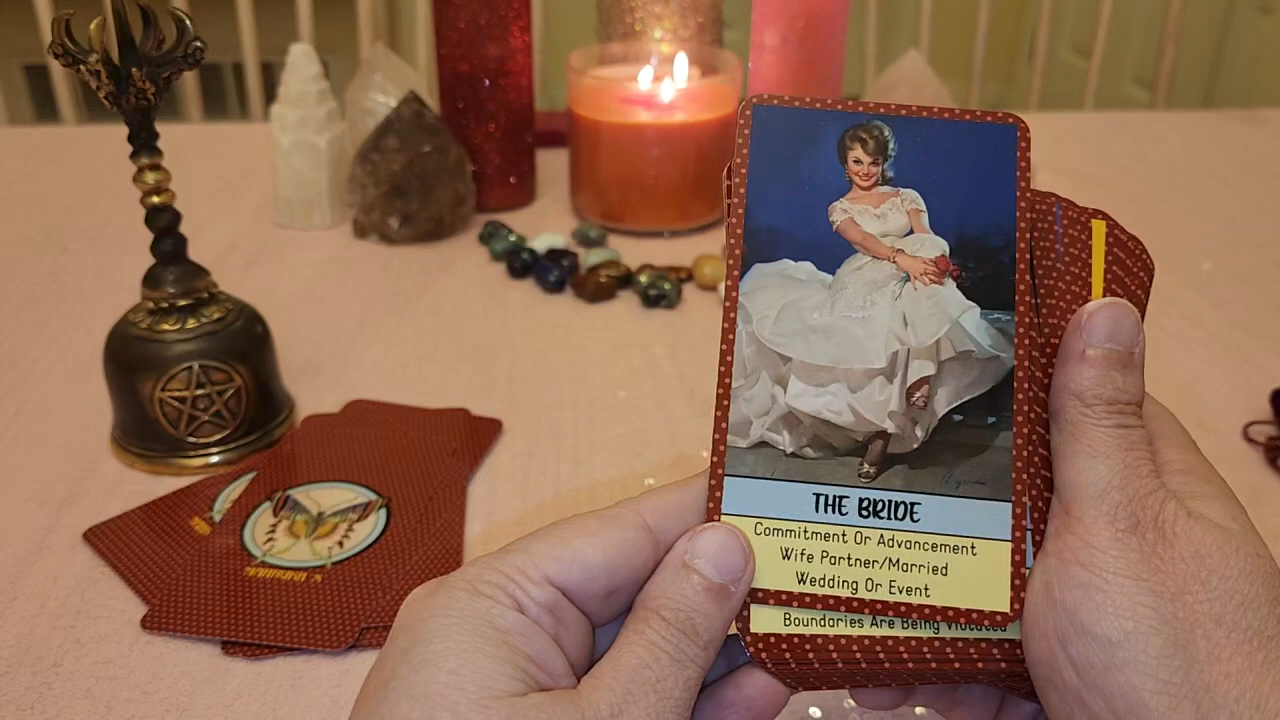 THE BRIDE
Commitment Or Advancement
Wife Partner/Married
Wedding Or Event
Boundaries Are Being Violated